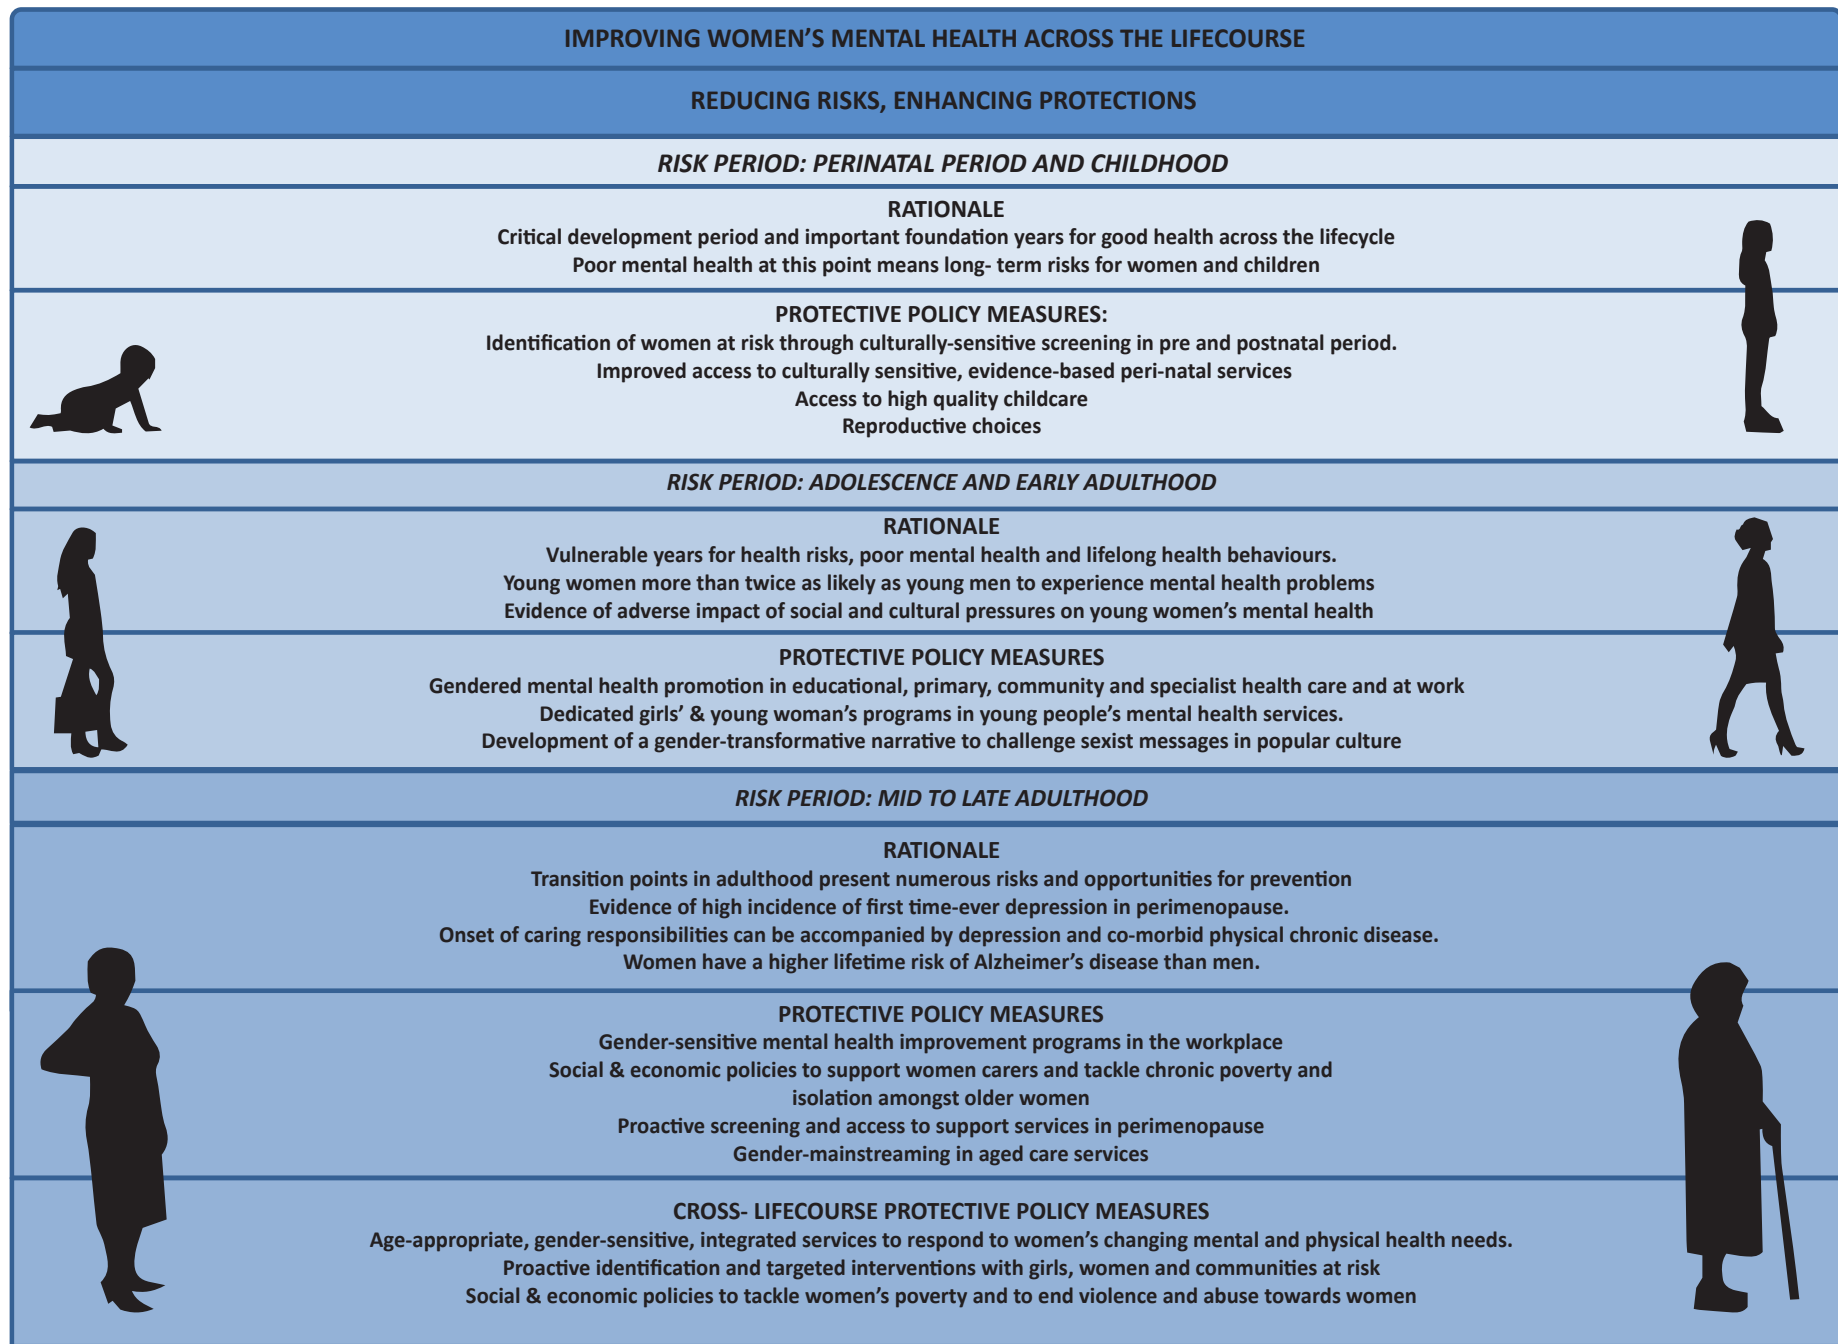 IMPROVING WOMEN’S MENTAL HEALTH ACROSS THE LIFECOURSE
REDUCING RISKS, ENHANCING PROTECTIONS
RISK PERIOD: PERINATAL PERIOD AND CHILDHOOD
RATIONALE
Critical development period and important foundation years for good health across the lifecycle
Poor mental health at this point means long- term risks for women and children
PROTECTIVE POLICY MEASURES:
Identification of women at risk through culturally-sensitive screening in pre and postnatal period.
Improved access to culturally sensitive, evidence-based peri-natal services
Access to high quality childcare
Reproductive choices
RISK PERIOD: ADOLESCENCE AND EARLY ADULTHOOD
RATIONALE
Vulnerable years for health risks, poor mental health and lifelong health behaviours.
Young women more than twice as likely as young men to experience mental health problems
Evidence of adverse impact of social and cultural pressures on young women’s mental health
PROTECTIVE POLICY MEASURES
Gendered mental health promotion in educational, primary, community and specialist health care and at work
Dedicated girls’ & young woman’s programs in young people’s mental health services.
Development of a gender-transformative narrative to challenge sexist messages in popular culture
RISK PERIOD: MID TO LATE ADULTHOOD
RATIONALE
Transition points in adulthood present numerous risks and opportunities for prevention
Evidence of high incidence of first time-ever depression in perimenopause.
Onset of caring responsibilities can be accompanied by depression and co-morbid physical chronic disease.
Women have a higher lifetime risk of Alzheimer’s disease than men.
PROTECTIVE POLICY MEASURES
Gender-sensitive mental health improvement programs in the workplace
Social & economic policies to support women carers and tackle chronic poverty and
isolation amongst older women
Proactive screening and access to support services in perimenopause
Gender-mainstreaming in aged care services
CROSS- LIFECOURSE PROTECTIVE POLICY MEASURES
Age-appropriate, gender-sensitive, integrated services to respond to women’s changing mental and physical health needs.
Proactive identification and targeted interventions with girls, women and communities at risk
Social & economic policies to tackle women’s poverty and to end violence and abuse towards women